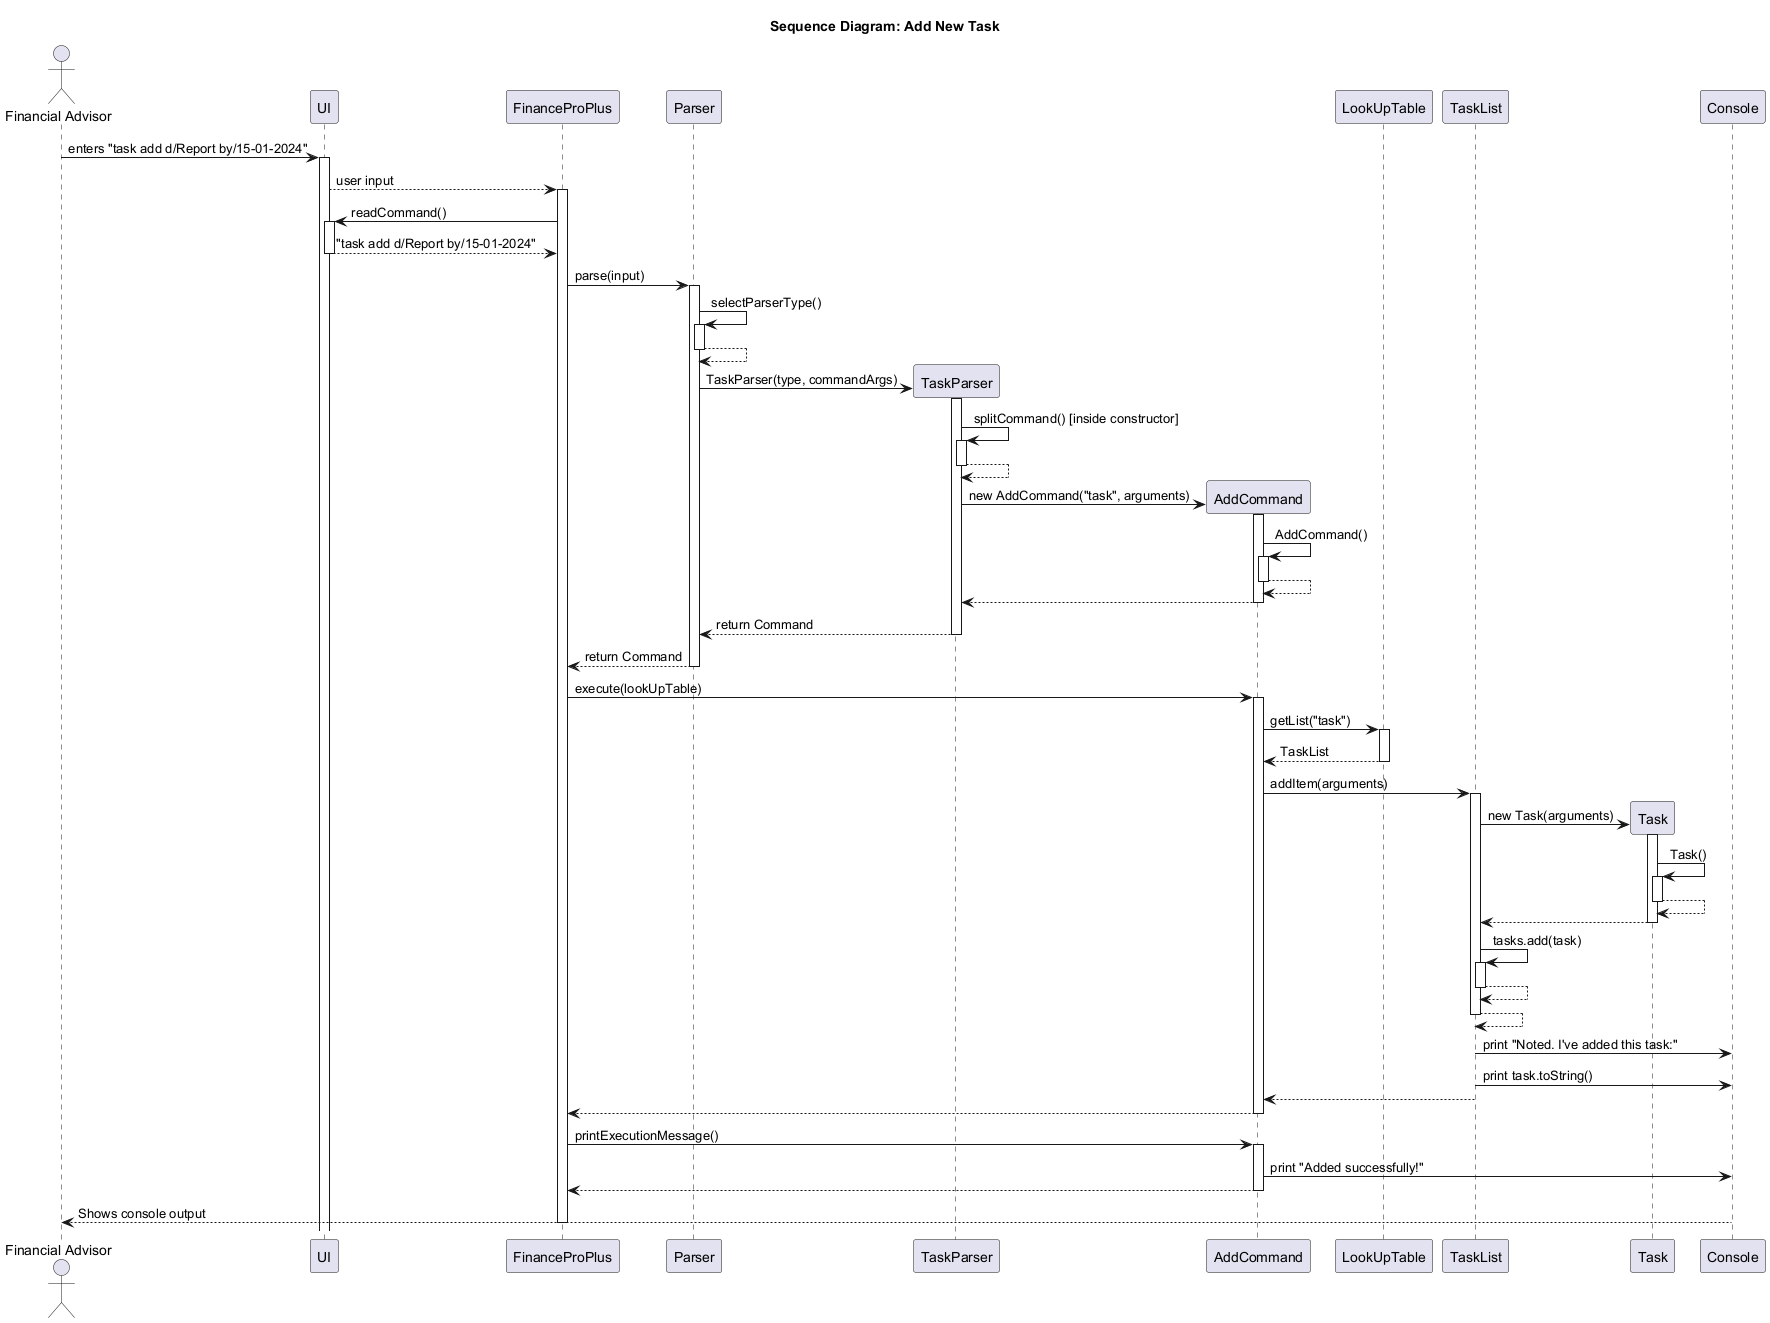 Sequence Diagram: Add New Task
Financial Advisor
UI
FinanceProPlus
Parser
LookUpTable
TaskList
Console
enters "task add d/Report by/15-01-2024"
user input
readCommand()
"task add d/Report by/15-01-2024"
parse(input)
selectParserType()
TaskParser(type, commandArgs)
TaskParser
splitCommand() [inside constructor]
new AddCommand("task", arguments)
AddCommand
AddCommand()
return Command
return Command
execute(lookUpTable)
getList("task")
TaskList
addItem(arguments)
new Task(arguments)
Task
Task()
tasks.add(task)
print "Noted. I've added this task:"
print task.toString()
printExecutionMessage()
print "Added successfully!"
Shows console output
Financial Advisor
UI
FinanceProPlus
Parser
TaskParser
AddCommand
LookUpTable
TaskList
Task
Console